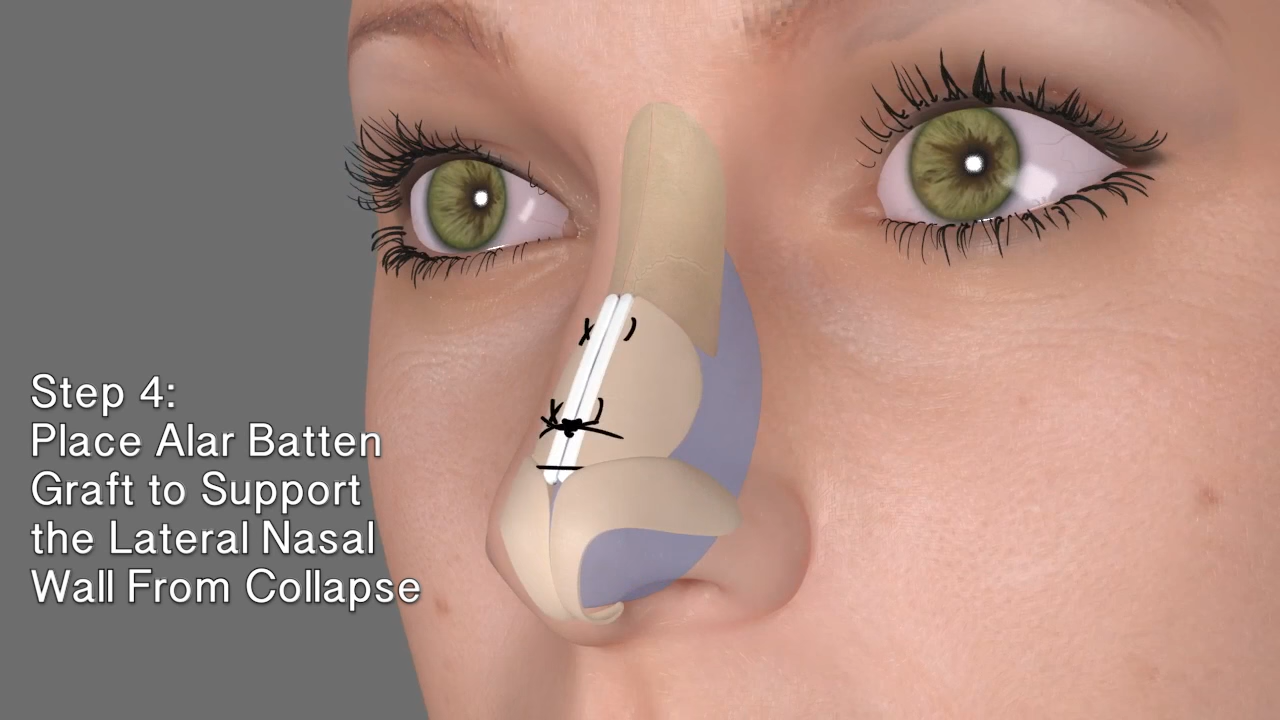 Step 4:
Place Alar Batten
Graft to Support
the Lateral Nasal
Wall From Collapse